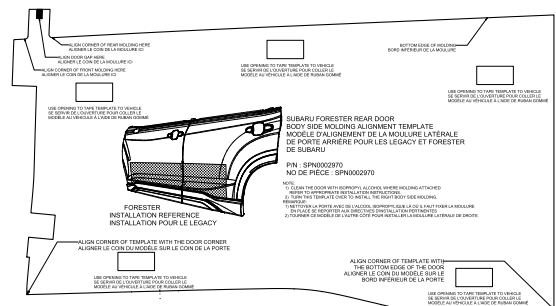 ALIGN CORNER OF REAR MOLDING HERE
ALIGNER LE COIN DE LA MOULURE ICI
ALIGN DOOR GAP HERE
ALIGNER LE COIN DE LA MOULURE ICI
ALIGN CORNER OF FRONT MOLDING HERE
ALIGNER LE COIN DE LA MOULURE ICI
BOTTOM EDGE OF MOLDING
BORD INFÉRIEUR DE LA MOULURE
USE OPENING TO TAPE TEMPLATE TO VEHICLE
SE SERVIR DE L'OUVERTURE POUR COLLER LE
MODÈLE AU VÉHICULE À L'AIDE DE RUBAN GOMMÉ
USE OPENING TO TAPE TEMPLATE TO VEHICLE
SE SERVIR DE L'OUVERTURE POUR COLLER LE
MODÈLE AU VÉHICULE À L'AIDE DE RUBAN GOMMÉ
USE OPENING TO TAPE TEMPLATE TO VEHICLE
SE SERVIR DE L'OUVERTURE POUR COLLER LE
MODÈLE AU VÉHICULE À L'AIDE DE RUBAN GOMMÉ
SUBARU FORESTER REAR DOOR
BODY SIDE MOLDING ALIGNMENT TEMPLATE
MODÈLE D'ALIGNEMENT DE LA MOULURE LATÉRALE
DE PORTE ARRIÈRE POUR LES LEGACY ET FORESTER
DE SUBARU
P/N : SPN0002970
NO DE PIÈCE : SPN0002970
NOTE:
1) CLEAN THE DOOR WITH ISOPROPYL ALCOHOL WHERE MOLDING ATTACHED
REFER TO APPROPRIATE INSTALLATION INSTRUCTIONS.
2) TURN THIS TEMPLATE OVER TO INSTALL THE RIGHT BODY SIDE MOLDING.
REMARQUE:
1) NETTOYER LA PORTE AVEC DE L'ALCOOL ISOPROPYLIQUE LÀ OÙ IL FAUT FIXER LA MOULURE
EN PLACE SE REPORTER AUX DIRECTIVES D'INSTALLATION PERTINENTES
2) TOURNER CE MODÈLE DE L'AUTRE CÔTÉ POUR INSTALLER LA MOULURE LATÉRALE DE DROITE.
FORESTER
INSTALLATION REFERENCE
INSTALLATION POUR LE LEGACY
ALIGN CORNER OF TEMPLATE WITH THE DOOR CORNER
ALIGNER LE COIN DU MODÈLE SUR LE COIN DE LA PORTE
USE OPENING TO TAPE TEMPLATE TO VEHICLE
SE SERVIR DE L'OUVERTURE POUR COLLER LE
MODÈLE AU VÉHICULE À L'AIDE DE RUBAN GOMMÉ
ALIGN CORNER OF TEMPLATE WITH
THE BOTTOM EDGE OF THE DOOR
ALIGNER LE COIN DU MODÈLE SUR LE
BORD INFÉRIEUR DE LA PORTE
USE OPENING TO TAPE TEMPLATE TO VEHICLE
SE SERVIR DE L'OUVERTURE POUR COLLER LE
MODÈLE AU VÉHICULE À L'AIDE DE RUBAN GOMMÉ